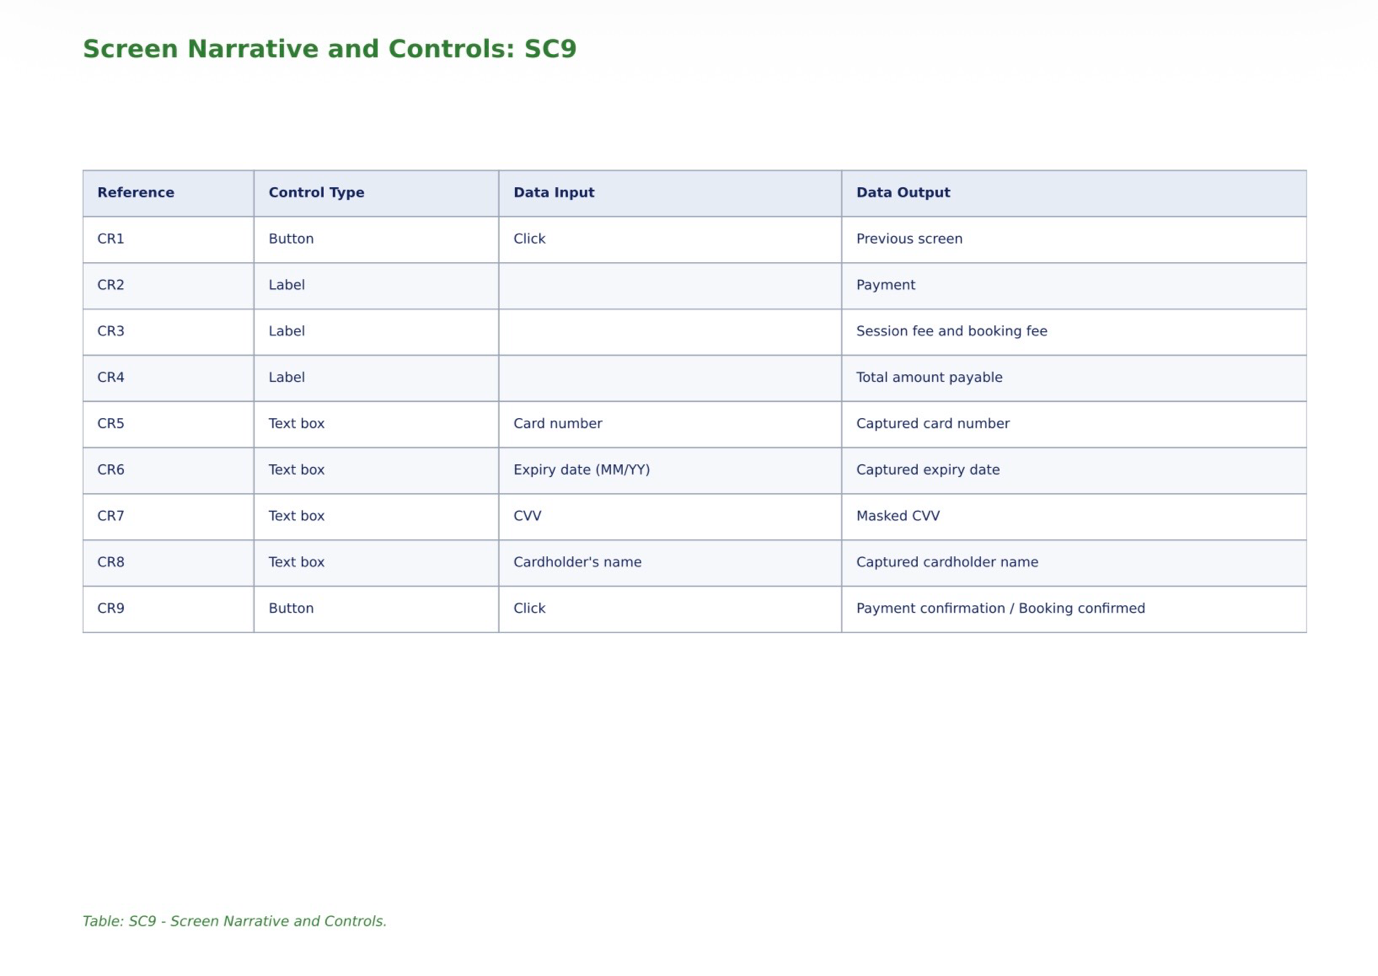 Screen Narrative and Controls: SC9
Reference Control Type Data Input Data Output
CR1 Button Click Previous screen
CR2 Label Payment
CR3 Label Session fee and booking fee
CR4 Label Total amount payable
CR5 Text box Card number Captured card number
CR6 Text box Expiry date (MM/YY) Captured expiry date
CR7 Text box CVV Masked CVV
CR8 Text box Cardholder's name Captured cardholder name
CR9 Button Click Payment confirmation / Booking confirmed
Table: SC9 - Screen Narrative and Controls.